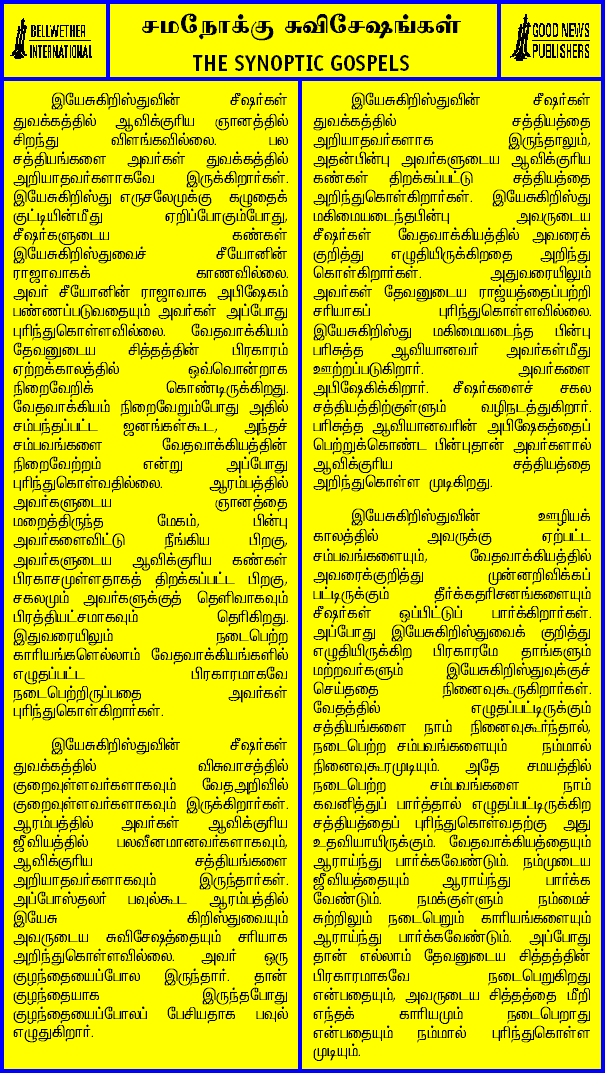 BELLWETHER
INTERNATIONAL
சமநோக்கு சுவிசேஷங்கள்
THE SYNOPTIC GOSPELS
GOOD NEWS
PUBLISHERS
இயேசுகிறிஸ்துவின் சீஷர்கள்
துவக்கத்தில் ஆவிக்குரிய ஞானத்தில்
சிறந்து விளங்கவில்லை. பல
சத்தியங்களை அவர்கள் துவக்கத்தில்
அறியாதவர்களாகவே இருக்கிறார்கள்.
இயேசுகிறிஸ்து எருசலேமுக்கு கழுதைக்
குட்டியின்மீது ஏறிப்போகும்போது,
சீஷர்களுடைய கண்கள்
இயேசுகிறிஸ்துவைச் சீயோனின்
ராஜாவாகக் காணவில்லை.
அவர் சீயோனின் ராஜாவாக அபிஷேகம்
பண்ணப்படுவதையும் அவர்கள் அப்போது
புரிந்துகொள்ளவில்லை. வேதவாக்கியம்
தேவனுடைய சித்தத்தின் பிரகாரம்
ஏற்றக்காலத்தில் ஒவ்வொன்றாக
நிறைவேறிக் கொண்டிருக்கிறது.
வேதவாக்கியம் நிறைவேறும்போது அதில்
சம்பந்தப்பட்ட ஜனங்கள்கூட, அந்தச்
சம்பவங்களை வேதவாக்கியத்தின்
நிறைவேற்றம் என்று அப்போது
புரிந்துகொள்வதில்லை. ஆரம்பத்தில்
அவர்களுடைய ஞானத்தை
மறைத்திருந்த மேகம், பின்பு
அவர்களைவிட்டு நீங்கிய பிறகு,
அவர்களுடைய ஆவிக்குரிய கண்கள்
பிரகாசமுள்ளதாகத் திறக்கப்பட்ட பிறகு,
சகலமும் அவர்களுக்குத் தெளிவாகவும்
பிரத்தியட்சமாகவும் தெரிகிறது.
இதுவரையிலும் நடைபெற்ற
காரியங்களெல்லாம் வேதவாக்கியங்களில்
எழுதப்பட்ட பிரகாரமாகவே
நடைபெற்றிருப்பதை அவர்கள்
புரிந்துகொள்கிறார்கள்.
இயேசுகிறிஸ்துவின் சீஷர்கள்
துவக்கத்தில் விசுவாசத்தில்
குறைவுள்ளவர்களாகவும் வேதஅறிவில்
குறைவுள்ளவர்களாகவும் இருக்கிறார்கள்.
ஆரம்பத்தில் அவர்கள் ஆவிக்குரிய
ஜீவியத்தில் பலவீனமானவர்களாகவும்,
ஆவிக்குரிய சத்தியங்களை
அறியாதவர்களாகவும் இருந்தார்கள்.
அப்போஸ்தலர் பவுல்கூட ஆரம்பத்தில்
இயேசு கிறிஸ்துவையும்
அவருடைய சுவிசேஷத்தையும் சரியாக
அறிந்துகொள்ளவில்லை. அவர் ஒரு
குழந்தையைப்போல இருந்தார். தான்
குழந்தையாக இருந்தபோது
குழந்தையைப்போலப் பேசியதாக பவுல்
எழுதுகிறார்.
இயேசுகிறிஸ்துவின் சீஷர்கள்
துவக்கத்தில் சத்தியத்தை
அறியாதவர்களாக இருந்தாலும்,
அதன்பின்பு அவர்களுடைய ஆவிக்குரிய
கண்கள் திறக்கப்பட்டு சத்தியத்தை
அறிந்துகொள்கிறார்கள். இயேசுகிறிஸ்து
மகிமையடைந்தபின்பு அவருடைய
சீஷர்கள் வேதவாக்கியத்தில் அவரைக்
குறித்து எழுதியிருக்கிறதை அறிந்து
கொள்கிறார்கள். அதுவரையிலும்
அவர்கள் தேவனுடைய ராஜ்யத்தைப்பற்றி
சரியாகப் புரிந்துகொள்ளவில்லை.
இயேசுகிறிஸ்து மகிமையடைந்த பின்பு
பரிசுத்த ஆவியானவர் அவர்கள்மீது
ஊற்றப்படுகிறார். அவர்களை
அபிஷேகிக்கிறார். சீஷர்களைச் சகல
சத்தியத்திற்குள்ளும் வழிநடத்துகிறார்.
பரிசுத்த ஆவியானவரின் அபிஷேகத்தைப்
பெற்றுக்கொண்ட பின்புதான் அவர்களால்
ஆவிக்குரிய சத்தியத்தை
அறிந்துகொள்ள முடிகிறது.
இயேசுகிறிஸ்துவின் ஊழியக்
காலத்தில் அவருக்கு ஏற்பட்ட
சம்பவங்களையும், வேதவாக்கியத்தில்
அவரைக்குறித்து முன்னறிவிக்கப்
பட்டிருக்கும் தீர்க்கதரிசனங்களையும்
சீஷர்கள் ஒப்பிட்டுப் பார்க்கிறார்கள்.
அப்போது இயேசுகிறிஸ்துவைக் குறித்து
எழுதியிருக்கிற பிரகாரமே தாங்களும்
மற்றவர்களும் இயேசுகிறிஸ்துவுக்குச்
செய்ததை நினைவுகூருகிறார்கள்.
வேதத்தில் எழுதப்பட்டிருக்கும்
சத்தியங்களை நாம் நினைவுகூர்ந்தால்,
நடைபெற்ற சம்பவங்களையும் நம்மால்
நினைவுகூரமுடியும். அதே சமயத்தில்
நடைபெற்ற சம்பவங்களை நாம்
கவனித்துப் பார்த்தால் எழுதப்பட்டிருக்கிற
சத்தியத்தைப் புரிந்துகொள்வதற்கு அது
உதவியாயிருக்கும். வேதவாக்கியத்தையும்
ஆராய்ந்து பார்க்கவேண்டும். நம்முடைய
ஜீவியத்தையும் ஆராய்ந்து பார்க்க
வேண்டும். நமக்குள்ளும் நம்மைச்
சுற்றிலும் நடைபெறும் காரியங்களையும்
ஆராய்ந்து பார்க்கவேண்டும். அப்போது
தான் எல்லாம் தேவனுடைய சித்தத்தின்
பிரகாரமாகவே நடைபெறுகிறது
என்பதையும், அவருடைய சித்தத்தை மீறி
எந்தக் காரியமும் நடைபெறாது
என்பதையும் நம்மால் புரிந்துகொள்ள
முடியும்.